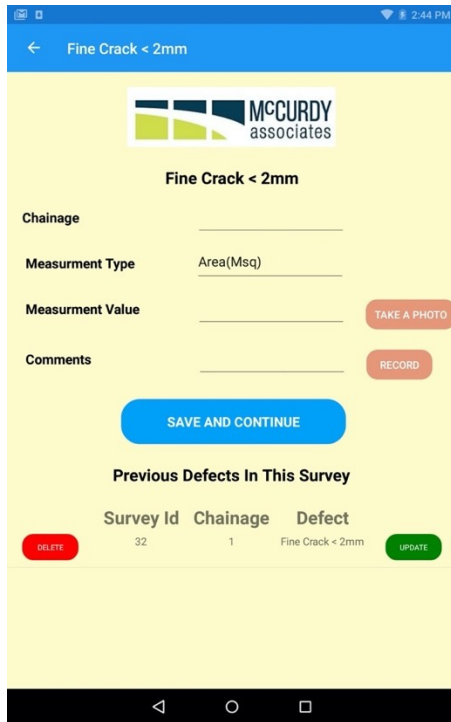 2:44 PM
Fine Crack < 2mm
McCURDY
associates
Fine Crack < 2mm
Chainage
Measurment Type Area(Msq)
Measurment Value TAKE A PHOTO
Comments RECORD
SAVE AND CONTINUE
Previous Defects In This Survey
Survey Id Chainage Defect
DELETE 32 1 Fine Crack < 2mm UPDATE